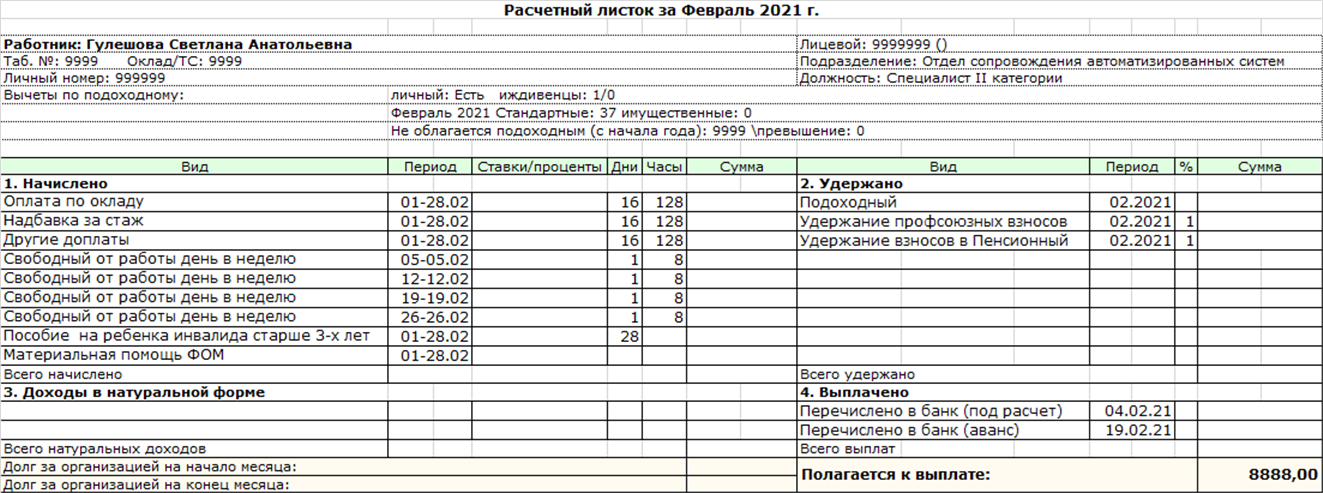 Расчетный листок за Февраль 2021 г.
Работник: Гулешова Светлана Анатольевна Лицевой: 9999999 ()
Таб. №: 9999 Оклад/ТС: 9999 Подразделение: Отдел сопровождения автоматизированных систем
Личный номер: 999999 Должность: Специалист II категории
Вычеты по подоходному: личный: Есть иждивенцы: 1/0
Февраль 2021 Стандартные: 37 имущественные: 0
Не облагается подоходным (с начала года): 9999 \превышение: 0
Вид Период Ставки/проценты Дни Часы Сумма Вид Период % Сумма
1. Начислено 2. Удержано
Оплата по окладу 01-28.02 16 128 Подоходный 02.2021
Надбавка за стаж 01-28.02 16 128 Удержание профсоюзных взносов 02.2021 1
Другие доплаты 01-28.02 16 128 Удержание взносов в Пенсионный 02.2021 1
Свободный от работы день в неделю 05-05.02 1 8
Свободный от работы день в неделю 12-12.02 1 8
Свободный от работы день в неделю 19-19.02 1 8
Свободный от работы день в неделю 26-26.02 1 8
Пособие на ребенка инвалида старше 3-х лет 01-28.02 28
Материальная помощь ФОМ 01-28.02
Всего начислено Всего удержано
3. Доходы в натуральной форме 4. Выплачено
Перечислено в банк (под расчет) 04.02.21
Перечислено в банк (аванс) 19.02.21
Всего натуральных доходов Всего выплат
Долг за организацией на начало месяца:
Полагается к выплате: 8888,00
Долг за организацией на конец месяца: